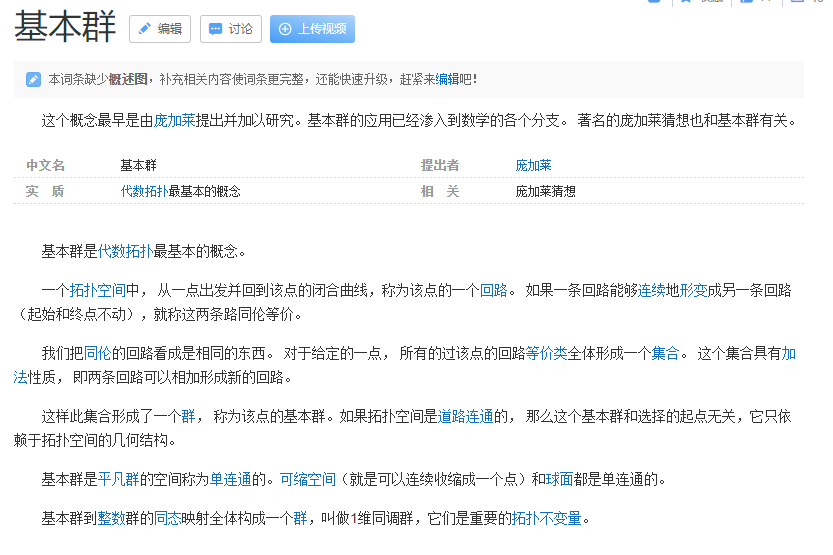 基本群 编辑 讨论 上传视频
本词条缺少概述图，补充相关内容使词条更完整，还能快速升级，赶紧来编辑吧！
这个概念最早是由庞加莱提出并加以研究。基本群的应用已经渗入到数学的各个分支。 著名的庞加莱猜想也和基本群有关。
中文名 基本群 提出者 庞加莱
实 质 代数拓扑最基本的概念 相 关 庞加莱猜想
基本群是代数拓扑最基本的概念。
一个拓扑空间中， 从一点出发并回到该点的闭合曲线，称为该点的一个回路。 如果一条回路能够连续地形变成另一条回路
（起始和终点不动），就称这两条路同伦等价。
我们把同伦的回路看成是相同的东西。 对于给定的一点， 所有的过该点的回路等价类全体形成一个集合。 这个集合具有加
法性质， 即两条回路可以相加形成新的回路。
这样此集合形成了一个群， 称为该点的基本群。如果拓扑空间是道路连通的， 那么这个基本群和选择的起点无关，它只依
赖于拓扑空间的几何结构。
基本群是平凡群的空间称为单连通的。可缩空间（就是可以连续收缩成一个点）和球面都是单连通的。
基本群到整数群的同态映射全体构成一个群，叫做1维同调群，它们是重要的拓扑不变量。